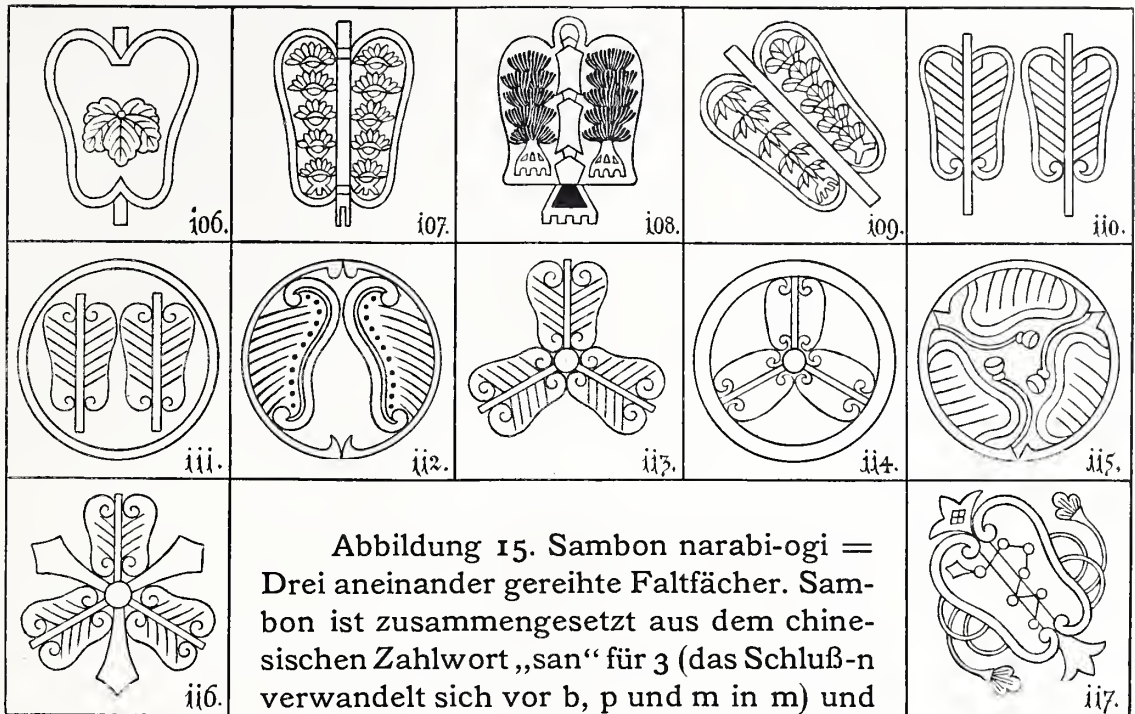 106.
107.
108.
109.
110.
111.
112.
113.
114.
115.
116.
Abbildung 15. Sambon narabi-ogi =
Drei aneinander gereihte Faltfächer. Sam-
bon ist zusammengesetzt aus dem chine-
sischen Zahlwort „san“ für 3 (das Schluß-n
verwandelt sich vor b, p und m in m) und
117.